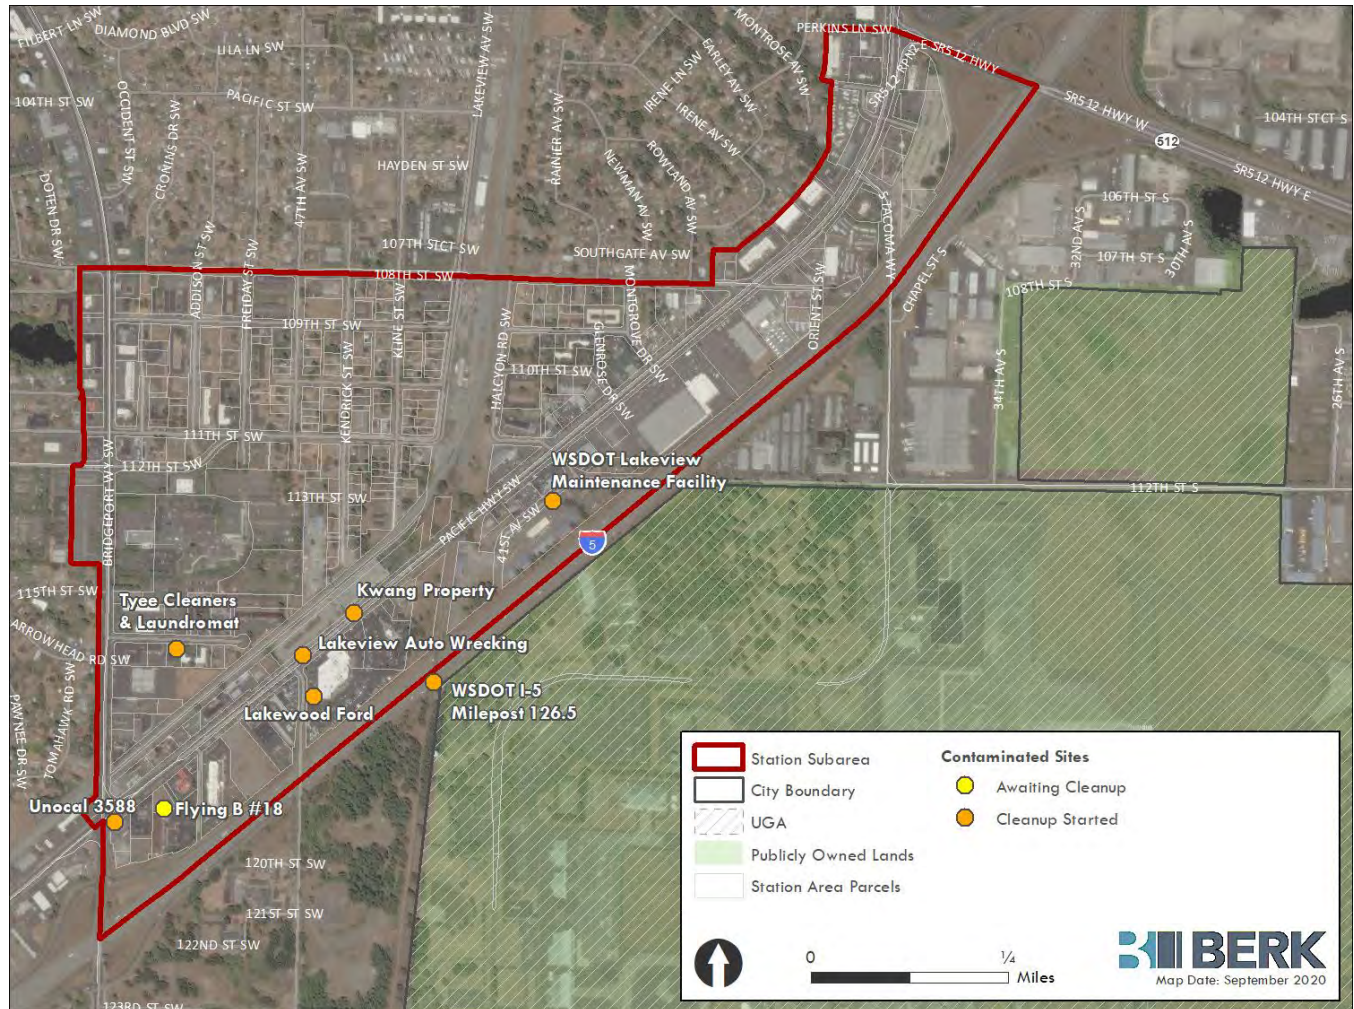 FILBERT LN SW
DIAMOND BLVD SW
LILA LN SW
LAKEVIEW AV SW
MONTROSE AV SW
PERKINS LN SW
EARLEY AV SW
IRENE LN SW
E SR512 HWY
104TH ST SW
OCCIDENT ST SW
PACIFIC ST SW
CRONINS DR SW
RAINIER AV SW
IRENE AV SW
SR512 HWY W
104TH STCT S
512
47TH AV SW
HAYDEN ST SW
NEWMAN AV SW
ROWLAND AV SW
SR512 HWY E
DOTEN DR SW
ADDISON ST SW
107TH STCT SW
SOUTHGATE AV SW
S TACOMA WY
CHAPEL ST S
32ND AV S
106TH ST S
107TH ST S
30TH AV S
108TH ST SW
108TH ST S
FREIDAY ST SW
MONTGROVE DR SW
ORIENT ST SW
109TH ST SW
KLINE ST SW
HALCYON RD SW
GLENROSE DR SW
110TH ST SW
34TH AV S
26TH AV S
KENDRICK ST SW
111TH ST SW
112TH ST SW
BRIDGEPORT WY SW
WSDOT Lakeview
Maintenance Facility
113TH ST SW
PACIFIC HWY SW
41ST AV SW
112TH ST S
5
115TH ST SW
Tyee Cleaners
& Laundromat
Kwang Property
ARROWHEAD RD SW
Lakeview Auto Wrecking
TOMAHAWK RD SW
PAWNEE DR SW
WSDOT I-5
Milepost 126.5
Lakewood Ford
Unocal 3588
Flying B #18
120TH ST SW
121ST ST SW
122ND ST SW
123RD ST SW
Station Subarea
City Boundary
UGA
Publicly Owned Lands
Station Area Parcels
Contaminated Sites
Awaiting Cleanup
Cleanup Started
0
¼
Miles
BERK
Map Date: September 2020